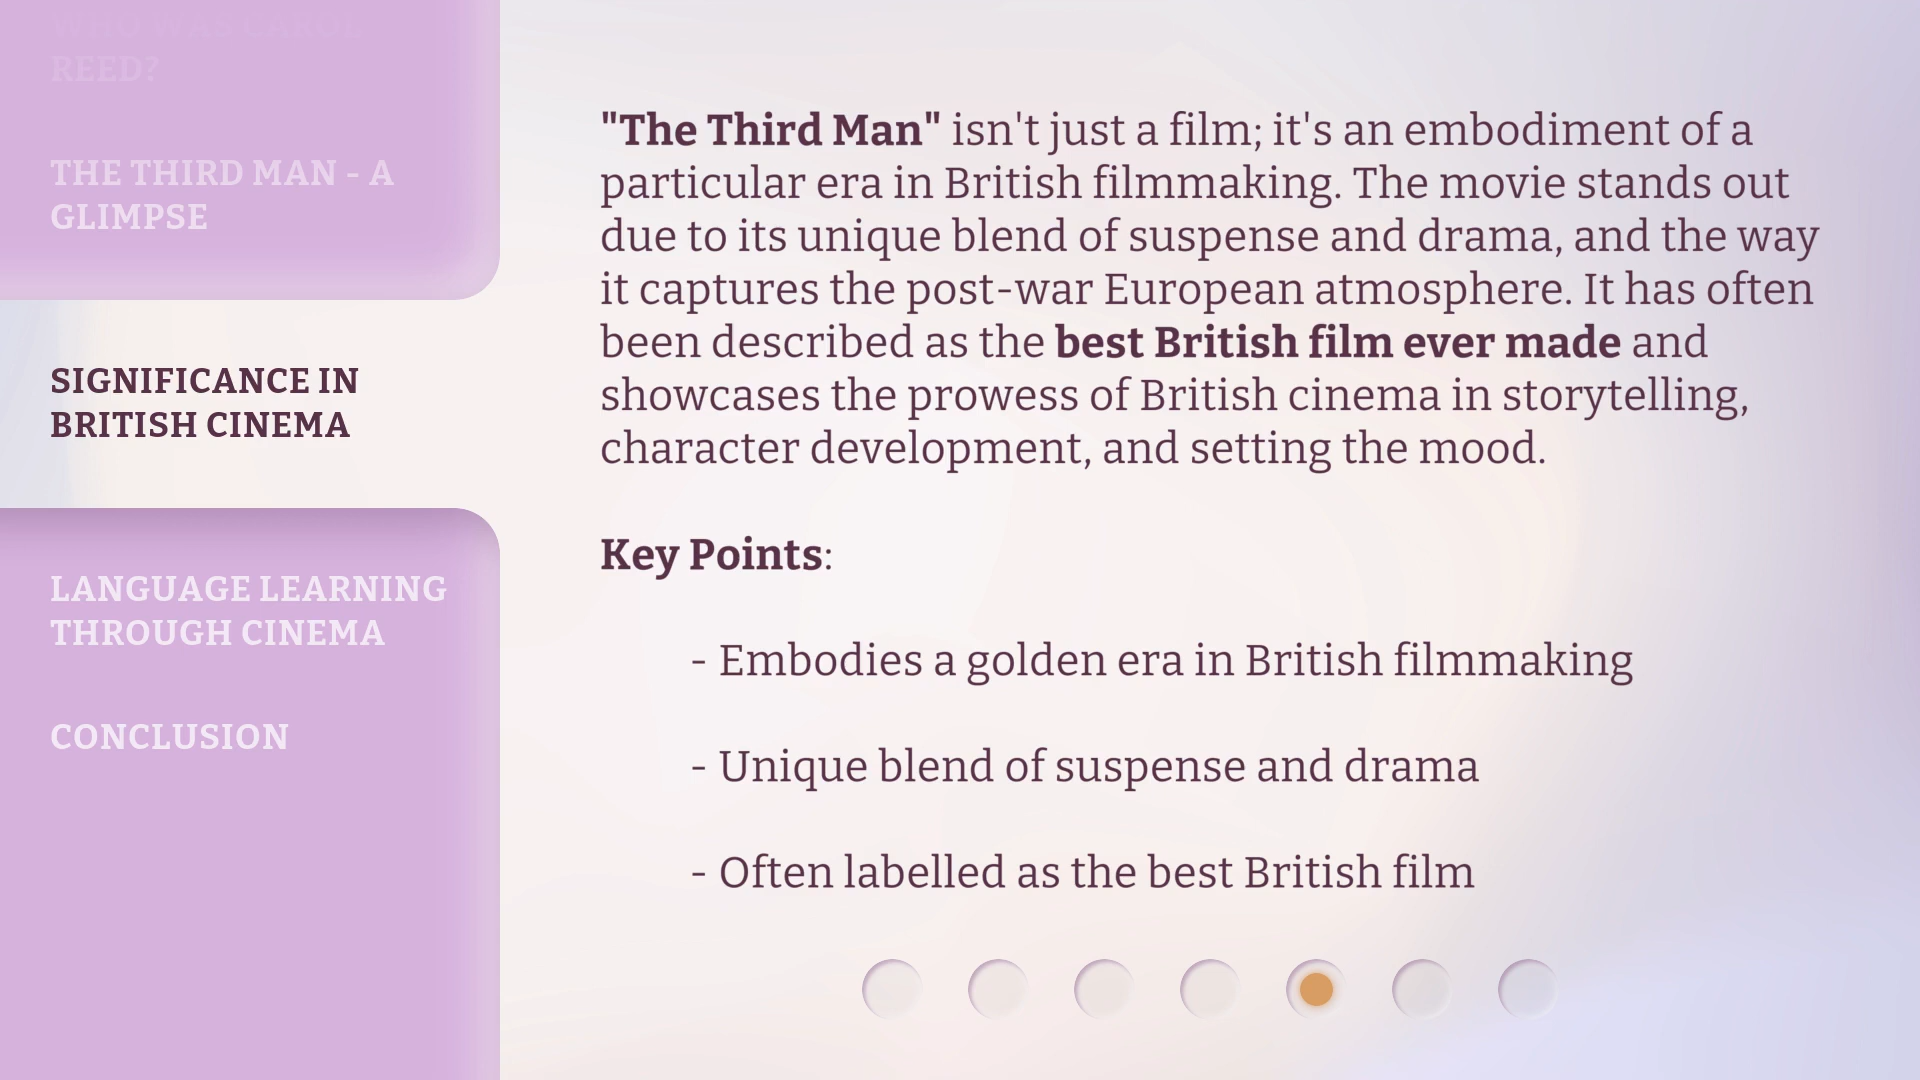 WHO WAS CAROL
REED?
THE THIRD MAN - A
GLIMPSE
SIGNIFICANCE IN
BRITISH CINEMA
LANGUAGE LEARNING
THROUGH CINEMA
CONCLUSION
"The Third Man" isn't just a film; it's an embodiment of a
particular era in British filmmaking. The movie stands out
due to its unique blend of suspense and drama, and the way
it captures the post-war European atmosphere. It has often
been described as the best British film ever made and
showcases the prowess of British cinema in storytelling,
character development, and setting the mood.
Key Points:
- Embodies a golden era in British filmmaking
- Unique blend of suspense and drama
- Often labelled as the best British film